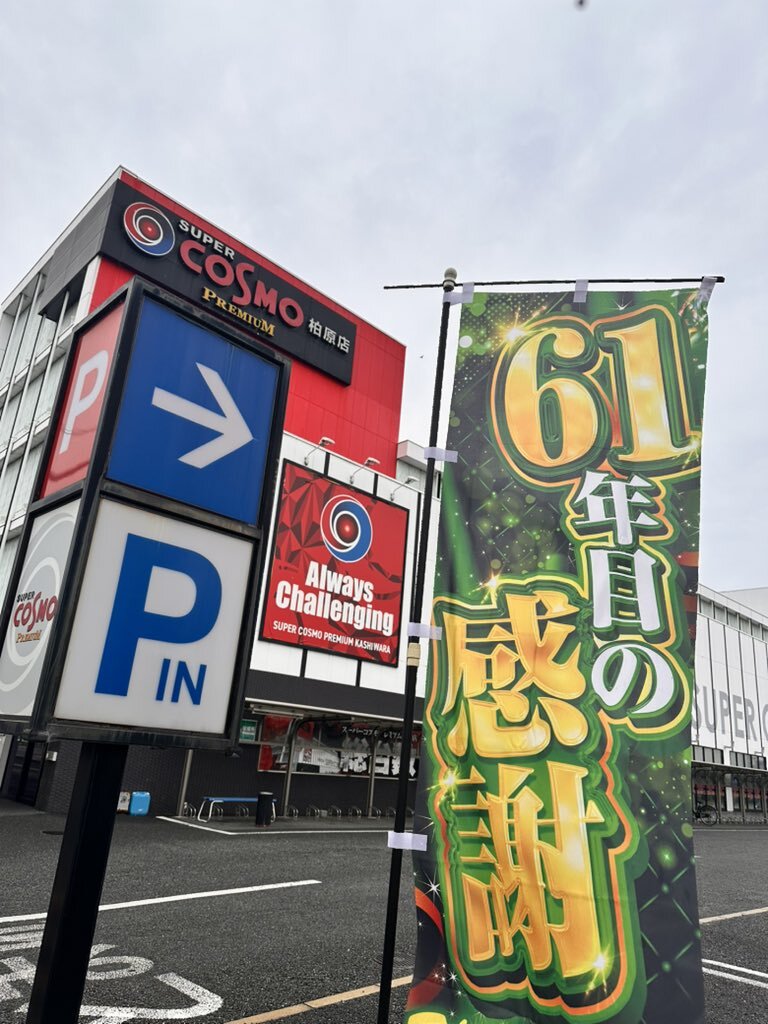 SUPER
COSMO
PREMIUM
柏原店
P
P
IN
SUPER
COSMO
PREMIUM
Always
Challenging
SUPER COSMO PREMIUM KASHIWARA
61
年目の
感謝